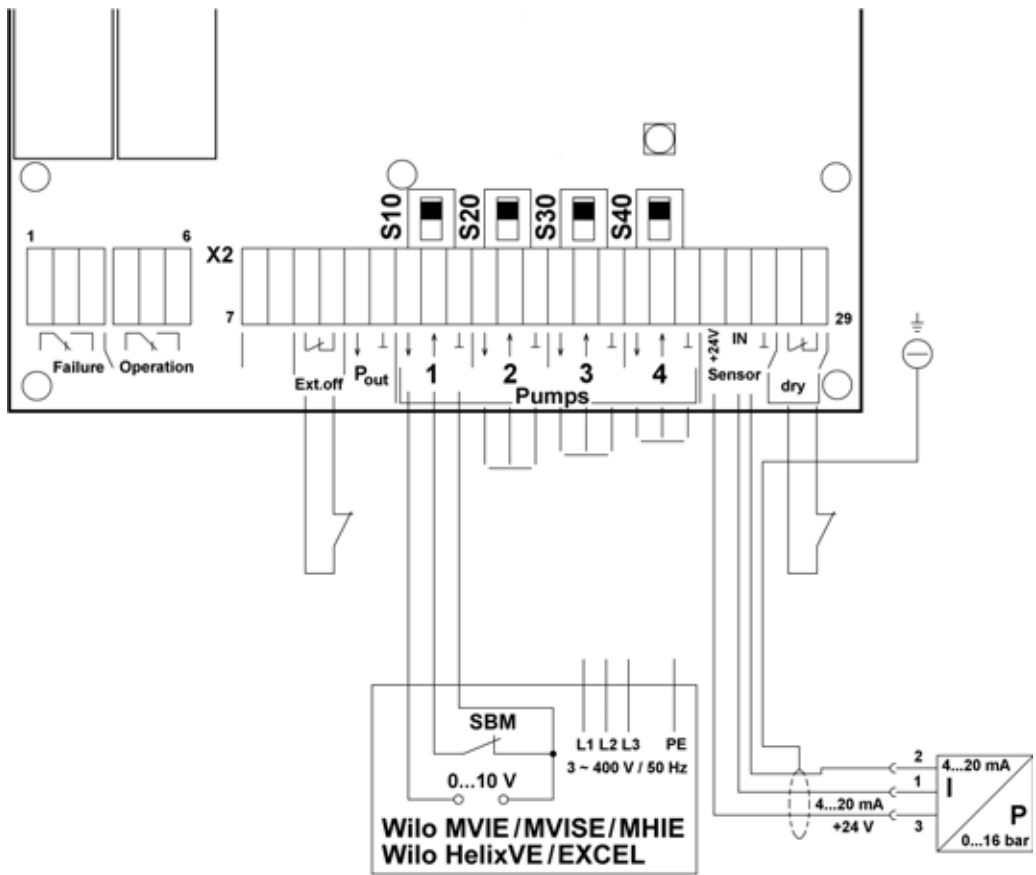 S10
S20
S30
S40
1
6
X2
7
29
Failure
Operation
Ext.off
Pout
1
2
3
4
Pumps
+24V
IN
Sensor
dry
SBM
0...10 V
L1 L2 L3 PE
3 ~ 400 V / 50 Hz
Wilo MVIE/MVISE/MHIE
Wilo HelixVE/EXCEL
2
4...20 mA
1
I
4...20 mA
+24 V
3
P
0...16 bar